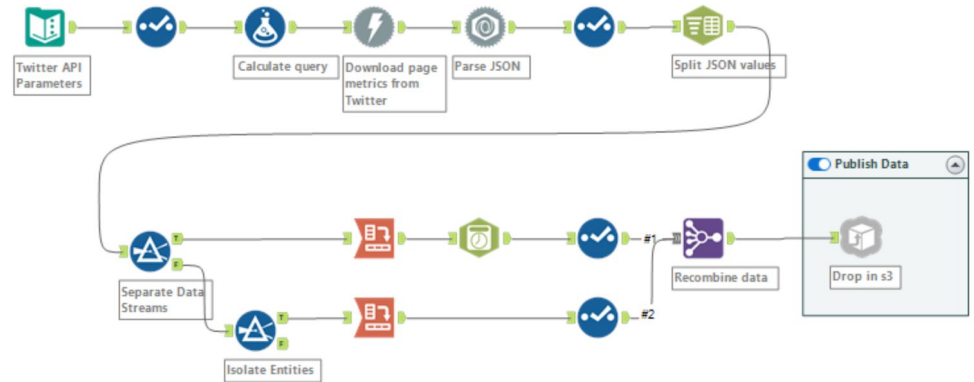 Twitter API
Parameters
Calculate query
Download page
metrics from
Twitter
Parse JSON
Split JSON values
Publish Data
T
F
#1
Recombine data
Drop in s3
Separate Data
Streams
T
F
#2
Isolate Entities